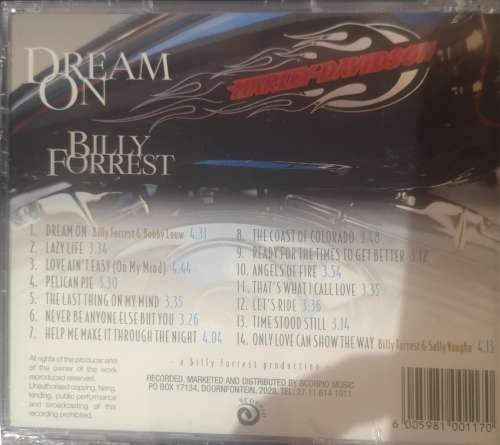 DREAM
ON
HARLEY-DAVIDSON
BILLY
FORREST
1. DREAM ON Billy Forrest & Bobby Louw 4.31
2. LAZY LIFE 3.34
3. LOVE AIN'T EASY (On My Mind) 4.44
4. PELICAN PIE 5.30
5. THE LAST THING ON MY MIND 3.35
6. NEVER BE ANYONE ELSE BUT YOU 3.26
7. HELP ME MAKE IT THROUGH THE NIGHT 4.04
8. THE COAST OF COLORADO 3.48
9. READY FOR THE TIMES TO GET BETTER 3.12
10. ANGELS OF FIRE 3.54
11. THAT'S WHAT I CALL LOVE 3.35
12. LET'S RIDE 3.36
13. TIME STOOD STILL 3.14
14. ONLY LOVE CAN SHOW THE WAY Billy Forrest & Sally Vaughn 4.13
All rights of the producer and
of the owner of the work
reproduced reserved.
Unauthorised copying, hiring,
lending, public performance
and broadcasting of this
recording prohibited.
- a billy forrest production -
RECORDED, MARKETED AND DISTRIBUTED BY SCORPIO MUSIC
PO BOX 17134, DOORNFONTEIN, 2028, TEL: 27 11 614 1911
SCORPIO
6 005981 001170